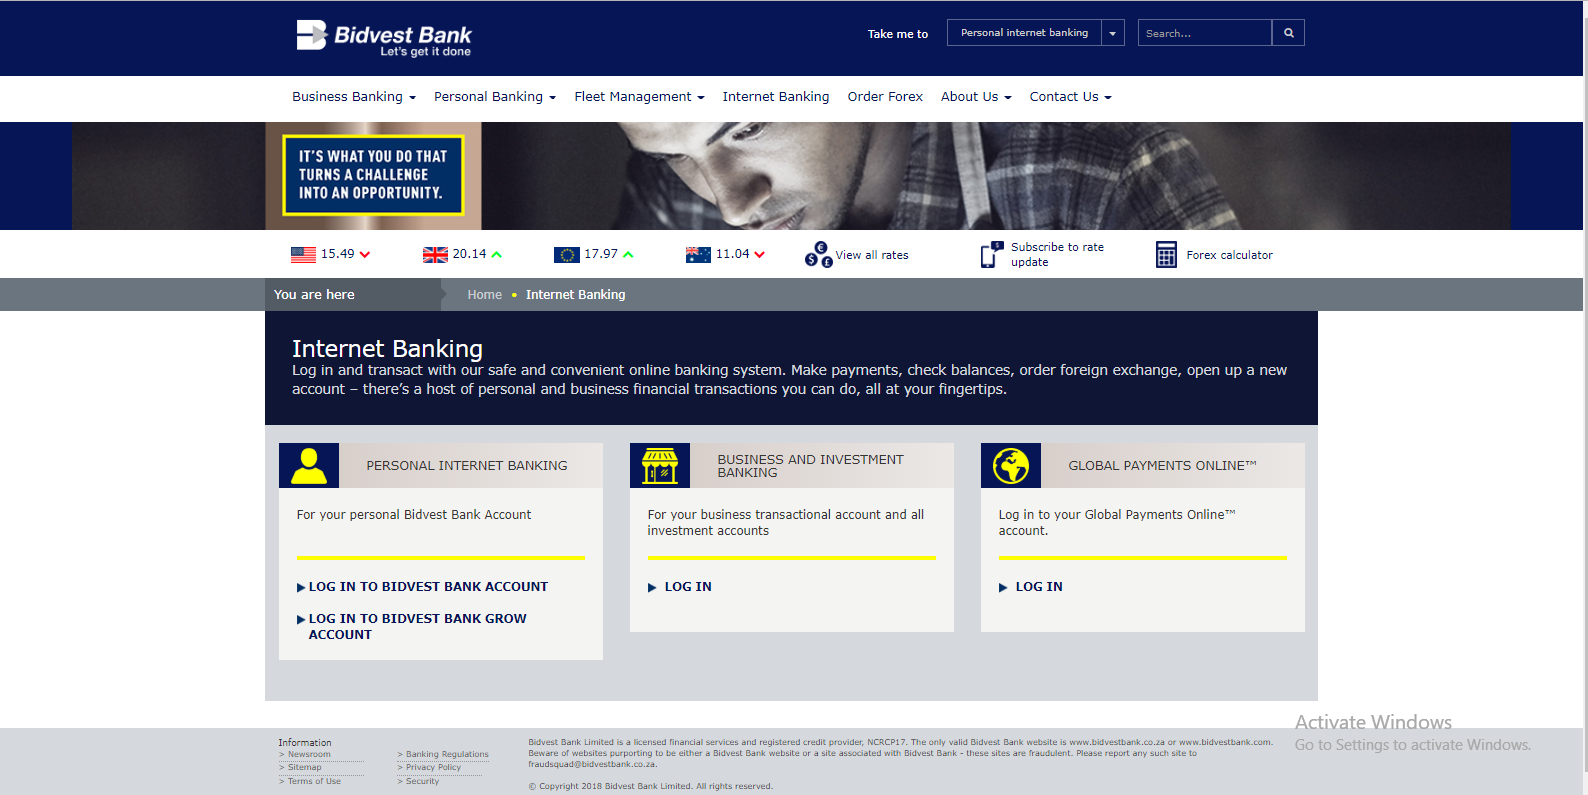 Bidvest Bank
Let's get it done
Take me to
Personal internet banking
Search...
Business Banking
Personal Banking
Fleet Management
Internet Banking
Order Forex
About Us
Contact Us
IT'S WHAT YOU DO THAT
TURNS A CHALLENGE
INTO AN OPPORTUNITY.
15.49
20.14
17.97
11.04
View all rates
Subscribe to rate
update
Forex calculator
You are here
Home
Internet Banking
Internet Banking
Log in and transact with our safe and convenient online banking system. Make payments, check balances, order foreign exchange, open up a new
account – there's a host of personal and business financial transactions you can do, all at your fingertips.
PERSONAL INTERNET BANKING
For your personal Bidvest Bank Account
LOG IN TO BIDVEST BANK ACCOUNT
LOG IN TO BIDVEST BANK GROW
ACCOUNT
BUSINESS AND INVESTMENT
BANKING
For your business transactional account and all
investment accounts
LOG IN
GLOBAL PAYMENTS ONLINE™
Log in to your Global Payments Online™
account.
LOG IN
Activate Windows
Go to Settings to activate Windows.
Information
> Newsroom
> Sitemap
> Terms of Use
> Banking Regulations
> Privacy Policy
> Security
Bidvest Bank Limited is a licensed financial services and registered credit provider, NCRCP17. The only valid Bidvest Bank website is www.bidvestbank.co.za or www.bidvestbank.com.
Beware of websites purporting to be either a Bidvest Bank website or a site associated with Bidvest Bank - these sites are fraudulent. Please report any such site to
fraudsquad@bidvestbank.co.za.
© Copyright 2018 Bidvest Bank Limited. All rights reserved.